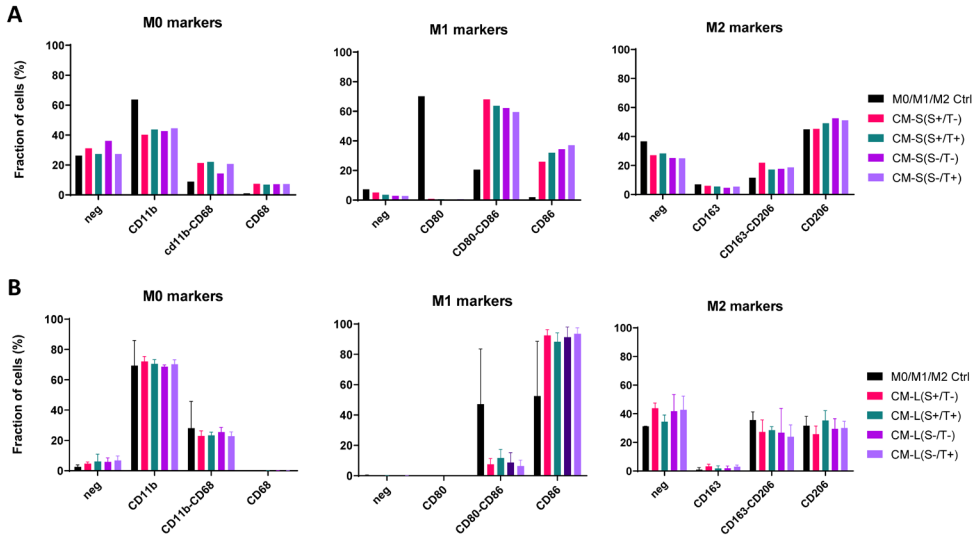 A
M0 markers
M1 markers
M2 markers
Fraction of cells (%)
100
80
60
40
20
0
neg
CD11b
cd11b-CD68
CD68
100
80
60
40
20
0
neg
CD80
CD80-CD86
CD86
100
80
60
40
20
0
neg
CD163
CD163-CD206
CD206
M0/M1/M2 Ctrl
CM-S(S+/T-)
CM-S(S+/T+)
CM-S(S-/T-)
CM-S(S-/T+)
B
M0 markers
M1 markers
M2 markers
Fraction of cells (%)
100
80
60
40
20
0
neg
CD11b
CD11b-CD68
CD68
100
80
60
40
20
0
neg
CD80
CD80-CD86
CD86
100
80
60
40
20
0
neg
CD163
CD163-CD206
CD206
M0/M1/M2 Ctrl
CM-L(S+/T-)
CM-L(S+/T+)
CM-L(S-/T-)
CM-L(S-/T+)